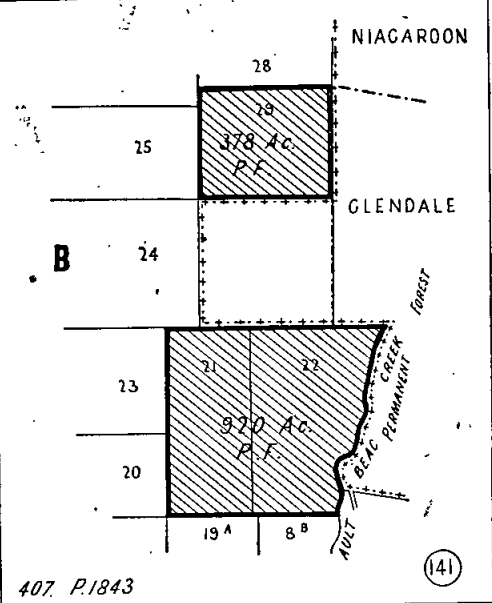 NIAGAROON
28
29
378 Ac.
P.F.
25
GLENDALE
B
24
FOREST
CREEK
PERMANENT
BEAC
AULT
21
22
23
920 Ac.
P.F.
20
19 A
8 B
141
407. P.1843